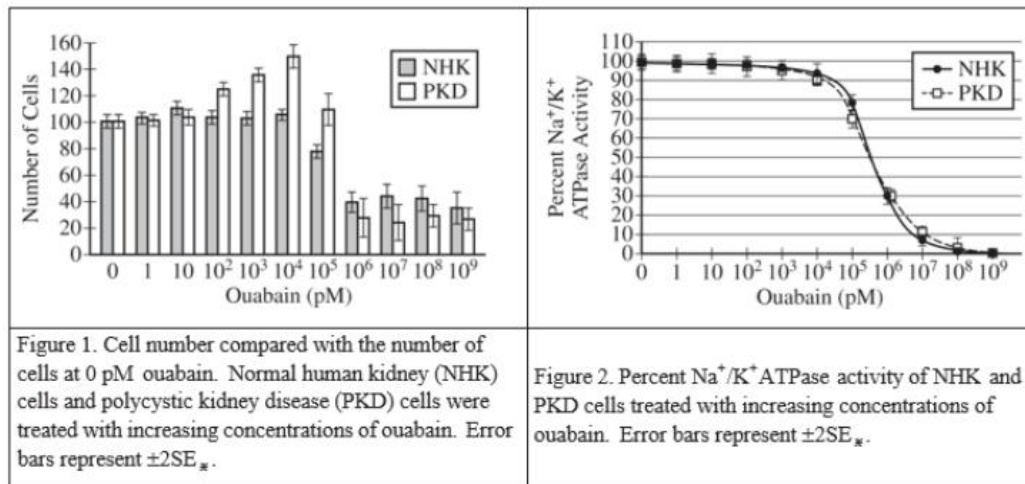 160
140
120
100
80
60
40
20
0
Number of Cells
NHK
PKD
0 1 10 10² 10³ 10⁴ 10⁵ 10⁶ 10⁷ 10⁸ 10⁹
Ouabain (pM)
110
100
90
80
70
60
50
40
30
20
10
0
Percent Na⁺/K⁺
ATPase Activity
NHK
PKD
0 1 10 10² 10³ 10⁴ 10⁵ 10⁶ 10⁷ 10⁸ 10⁹
Ouabain (pM)
Figure 1. Cell number compared with the number of
cells at 0 pM ouabain. Normal human kidney (NHK)
cells and polycystic kidney disease (PKD) cells were
treated with increasing concentrations of ouabain. Error
bars represent ±2SE※.
Figure 2. Percent Na⁺/K⁺ATPase activity of NHK and
PKD cells treated with increasing concentrations of
ouabain. Error bars represent ±2SE※.